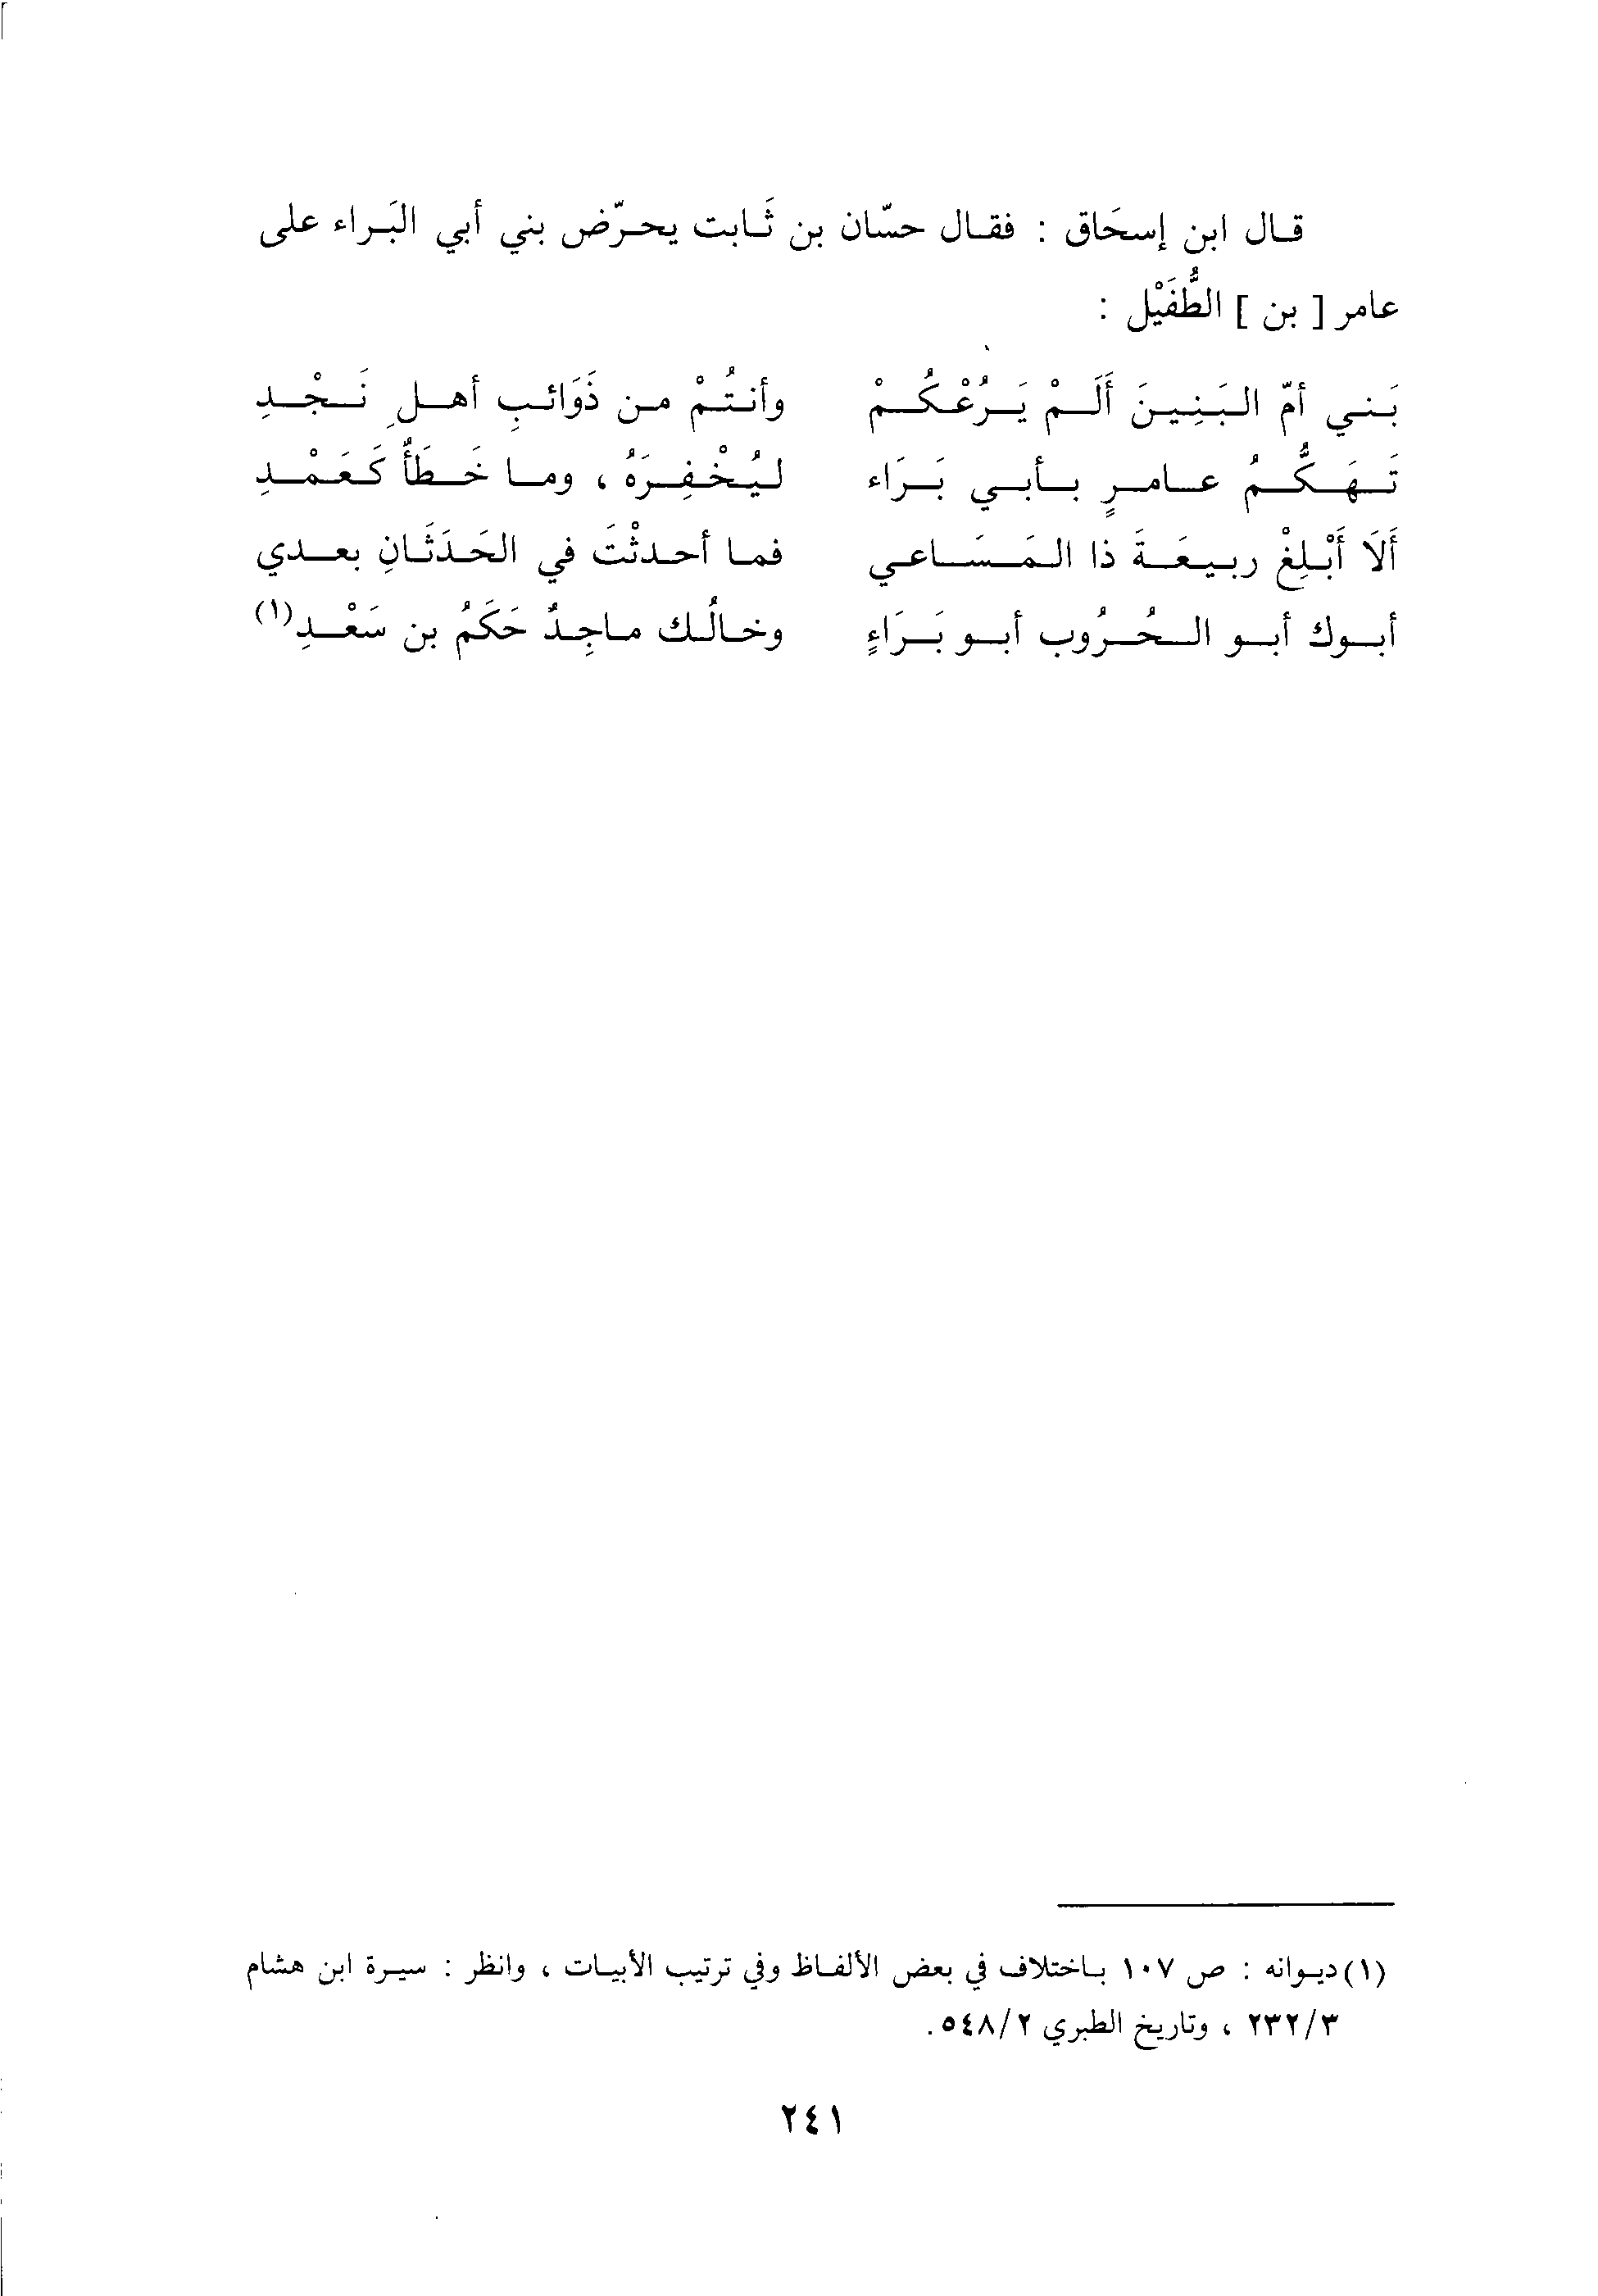 قال ابن إسحَاق : فقال حسّان بن ثَابت يحرّض بني أبي البَراء على
عامر [ بن ] الطُّفَيْل :
بَني أمّ البَنِينَ أَلَمْ يَرُعْكُمْ وأنتُمْ من ذَوَائبِ أهلِ نَجْدِ
تَهَكُّمُ عامرٍ بأبي بَرَاء ليُخْفِرَهُ ، وما خَطَأٌ كَعَمْدِ
أَلَا أَبْلِغْ ربيعَةَ ذا المَسَاعي فما أحدثْتَ في الحَدَثَانِ بعدي
أبوك أبو الحُرُوب أبو بَرَاءٍ وخالُك ماجِدٌ حَكَمُ بن سَعْدِ(١)
(١) ديوانه : ص ١٠٧ باختلاف في بعض الألفاظ وفي ترتيب الأبيات ، وانظر : سيرة ابن هشام
٢٣٢/٣ ، وتاريخ الطبري ٥٤٨/٢ .
٢٤١